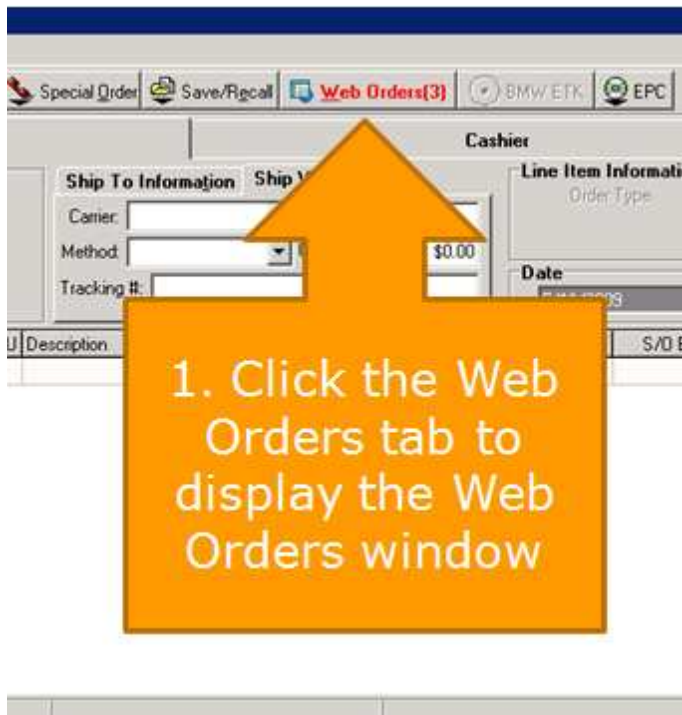 Special Order Save/Recall Web Orders(3) BMW ETK EPC
Cashier
Ship To Information Ship
Line Item
Order Type
Carrier:
Method $0.00
Date
Tracking #:
Description S/O
1. Click the Web
Orders tab to
display the Web
Orders window